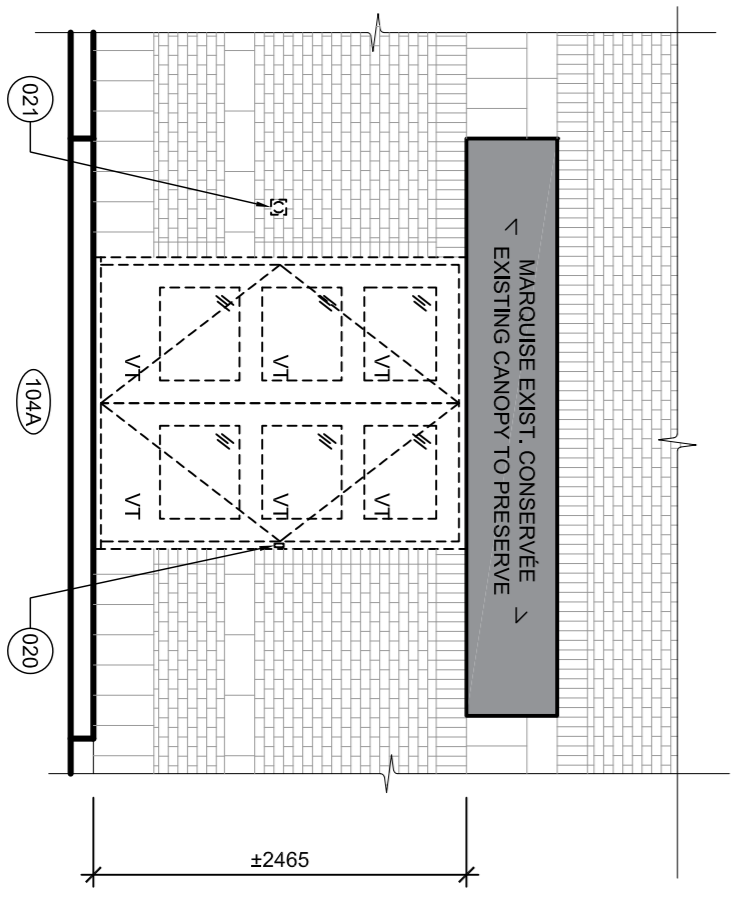 MARQUISE EXIST. CONSERVÉE
< EXISTING CANOPY TO PRESERVE >
021
VT
VT
VT
VT
VT
VT
104A
020
±2465